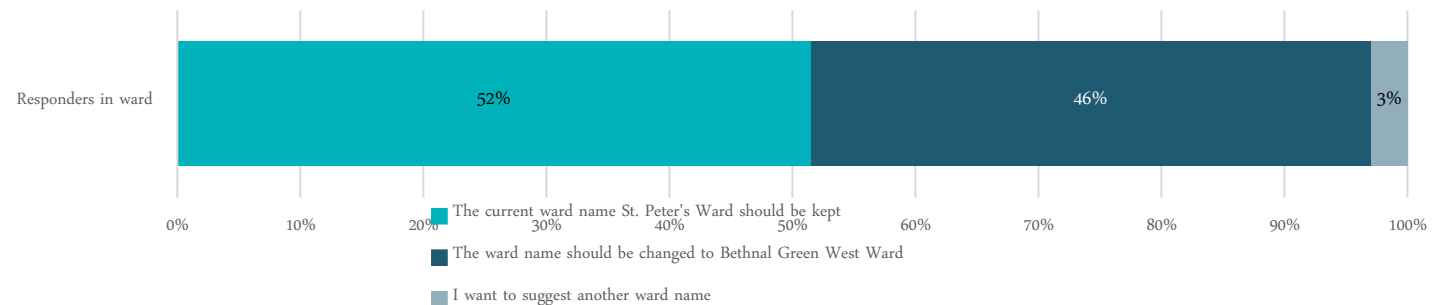 Responders in ward
52%
46%
3%
0% 10% 20% 30% 40% 50% 60% 70% 80% 90% 100%
The current ward name St. Peter's Ward should be kept
The ward name should be changed to Bethnal Green West Ward
I want to suggest another ward name